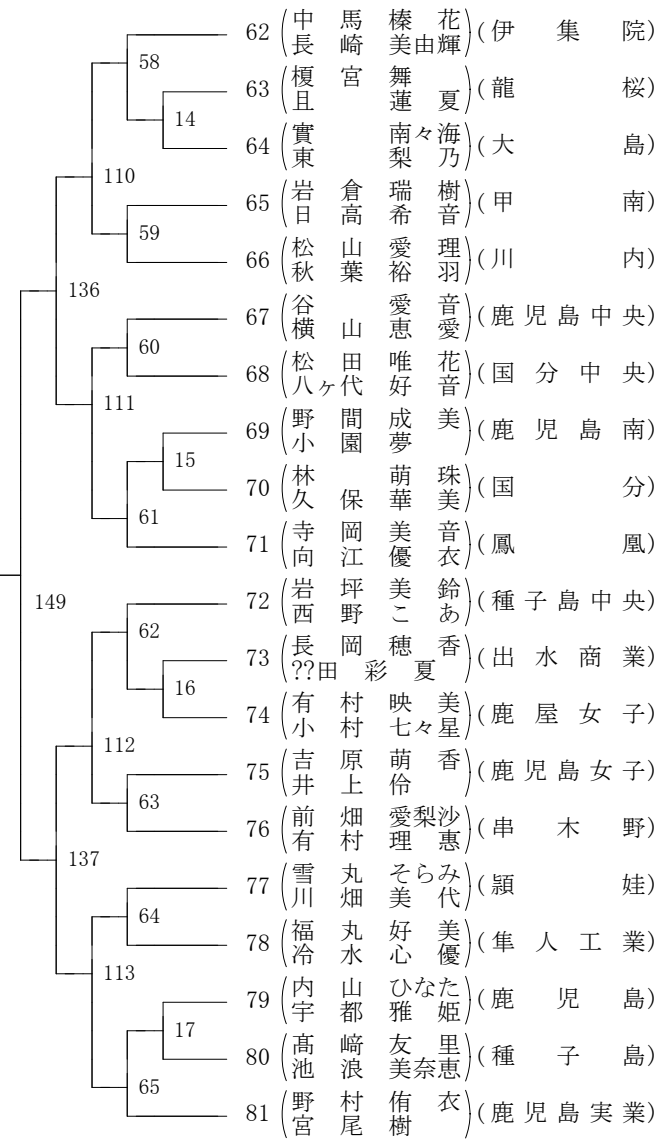 62 (中馬榛花 長崎美由輝) (伊集院)
58
63 (榎宮舞 且蓮夏) (龍桜)
14
64 (實南々海 東梨乃) (大島)
110
65 (岩倉瑞樹 日高希音) (甲南)
59
66 (松山愛理 秋葉裕羽) (川内)
136
67 (谷愛音 横山恵愛) (鹿児島中央)
60
68 (松田唯花 八ヶ代好音) (国分中央)
111
69 (野間成美 小園夢) (鹿児島南)
15
70 (林萌珠 久保華美) (国分)
61
71 (寺岡美音 向江優衣) (鳳凰)
149
72 (岩坪美鈴 西野こあ) (種子島中央)
62
73 (長岡穂香 ??田彩夏) (出水商業)
16
74 (有村映美 小村七々星) (鹿屋女子)
112
75 (吉原萌香 井上伶) (鹿児島女子)
63
76 (前畑愛梨沙 有村理惠) (串木野)
137
77 (雪丸そらみ 川畑美代) (頴娃)
64
78 (福丸好美 冷水心優) (隼人工業)
113
79 (内山ひなた 宇都雅姫) (鹿児島)
17
80 (髙﨑友里 池浪美奈恵) (種子島)
65
81 (野村侑衣 宮尾樹) (鹿児島実業)